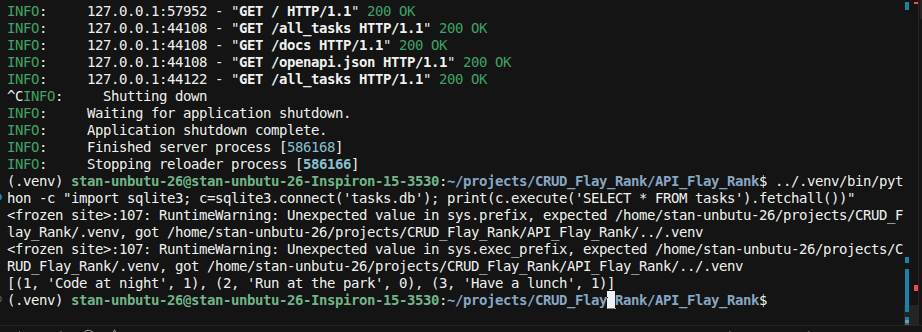 INFO:     127.0.0.1:57952 - "GET / HTTP/1.1" 200 OK
INFO:     127.0.0.1:44108 - "GET /all_tasks HTTP/1.1" 200 OK
INFO:     127.0.0.1:44108 - "GET /docs HTTP/1.1" 200 OK
INFO:     127.0.0.1:44108 - "GET /openapi.json HTTP/1.1" 200 OK
INFO:     127.0.0.1:44122 - "GET /all_tasks HTTP/1.1" 200 OK
^CINFO:     Shutting down
INFO:     Waiting for application shutdown.
INFO:     Application shutdown complete.
INFO:     Finished server process [586168]
INFO:     Stopping reloader process [586166]
(.venv) stan-unbutu-26@stan-unbutu-26-Inspiron-15-3530:~/projects/CRUD_Flay_Rank/API_Flay_Rank$ ../.venv/bin/pyt
hon -c "import sqlite3; c=sqlite3.connect('tasks.db'); print(c.execute('SELECT * FROM tasks').fetchall())"
<frozen site>:107: RuntimeWarning: Unexpected value in sys.prefix, expected /home/stan-unbutu-26/projects/CRUD_F
lay_Rank/.venv, got /home/stan-unbutu-26/projects/CRUD_Flay_Rank/API_Flay_Rank/../.venv
<frozen site>:107: RuntimeWarning: Unexpected value in sys.exec_prefix, expected /home/stan-unbutu-26/projects/C
RUD_Flay_Rank/.venv, got /home/stan-unbutu-26/projects/CRUD_Flay_Rank/API_Flay_Rank/../.venv
[(1, 'Code at night', 1), (2, 'Run at the park', 0), (3, 'Have a lunch', 1)]
(.venv) stan-unbutu-26@stan-unbutu-26-Inspiron-15-3530:~/projects/CRUD_Flay_Rank/API_Flay_Rank$